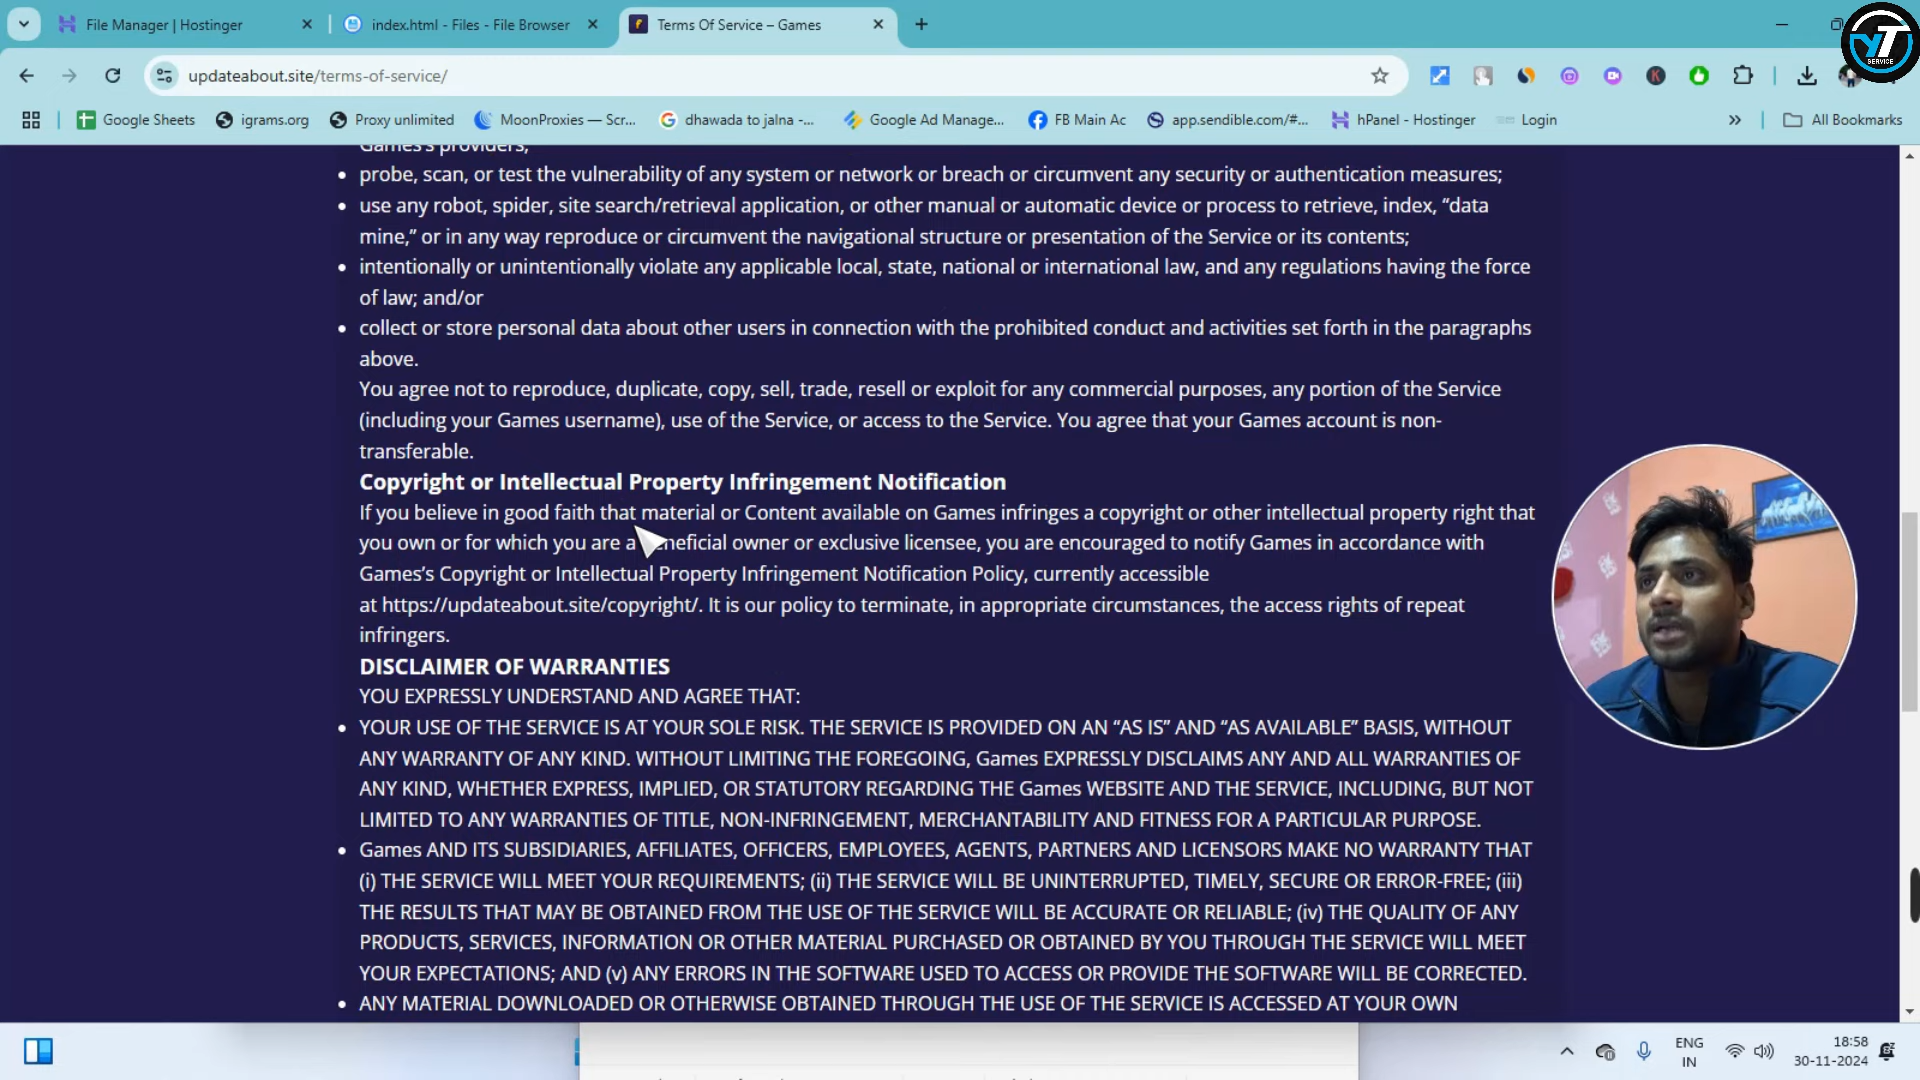 File Manager | Hostinger
index.html - Files - File Browser
Terms Of Service – Games
updateabout.site/terms-of-service/
Google Sheets
igrams.org
Proxy unlimited
MoonProxies — Scr...
dhawada to jalna -...
Google Ad Manage...
FB Main Ac
app.sendible.com/#...
hPanel - Hostinger
Login
»
All Bookmarks
YT
SERVICE
Games's providers;
• probe, scan, or test the vulnerability of any system or network or breach or circumvent any security or authentication measures;
• use any robot, spider, site search/retrieval application, or other manual or automatic device or process to retrieve, index, “data
mine,” or in any way reproduce or circumvent the navigational structure or presentation of the Service or its contents;
• intentionally or unintentionally violate any applicable local, state, national or international law, and any regulations having the force
of law; and/or
• collect or store personal data about other users in connection with the prohibited conduct and activities set forth in the paragraphs
above.
You agree not to reproduce, duplicate, copy, sell, trade, resell or exploit for any commercial purposes, any portion of the Service
(including your Games username), use of the Service, or access to the Service. You agree that your Games account is non-
transferable.
Copyright or Intellectual Property Infringement Notification
If you believe in good faith that material or Content available on Games infringes a copyright or other intellectual property right that
you own or for which you are a beneficial owner or exclusive licensee, you are encouraged to notify Games in accordance with
Games’s Copyright or Intellectual Property Infringement Notification Policy, currently accessible
at https://updateabout.site/copyright/. It is our policy to terminate, in appropriate circumstances, the access rights of repeat
infringers.
DISCLAIMER OF WARRANTIES
YOU EXPRESSLY UNDERSTAND AND AGREE THAT:
• YOUR USE OF THE SERVICE IS AT YOUR SOLE RISK. THE SERVICE IS PROVIDED ON AN “AS IS” AND “AS AVAILABLE” BASIS, WITHOUT
ANY WARRANTY OF ANY KIND. WITHOUT LIMITING THE FOREGOING, Games EXPRESSLY DISCLAIMS ANY AND ALL WARRANTIES OF
ANY KIND, WHETHER EXPRESS, IMPLIED, OR STATUTORY REGARDING THE Games WEBSITE AND THE SERVICE, INCLUDING, BUT NOT
LIMITED TO ANY WARRANTIES OF TITLE, NON-INFRINGEMENT, MERCHANTABILITY AND FITNESS FOR A PARTICULAR PURPOSE.
• Games AND ITS SUBSIDIARIES, AFFILIATES, OFFICERS, EMPLOYEES, AGENTS, PARTNERS AND LICENSORS MAKE NO WARRANTY THAT
(i) THE SERVICE WILL MEET YOUR REQUIREMENTS; (ii) THE SERVICE WILL BE UNINTERRUPTED, TIMELY, SECURE OR ERROR-FREE; (iii)
THE RESULTS THAT MAY BE OBTAINED FROM THE USE OF THE SERVICE WILL BE ACCURATE OR RELIABLE; (iv) THE QUALITY OF ANY
PRODUCTS, SERVICES, INFORMATION OR OTHER MATERIAL PURCHASED OR OBTAINED BY YOU THROUGH THE SERVICE WILL MEET
YOUR EXPECTATIONS; AND (v) ANY ERRORS IN THE SOFTWARE USED TO ACCESS OR PROVIDE THE SOFTWARE WILL BE CORRECTED.
• ANY MATERIAL DOWNLOADED OR OTHERWISE OBTAINED THROUGH THE USE OF THE SERVICE IS ACCESSED AT YOUR OWN
ENG
IN
18:58
30-11-2024